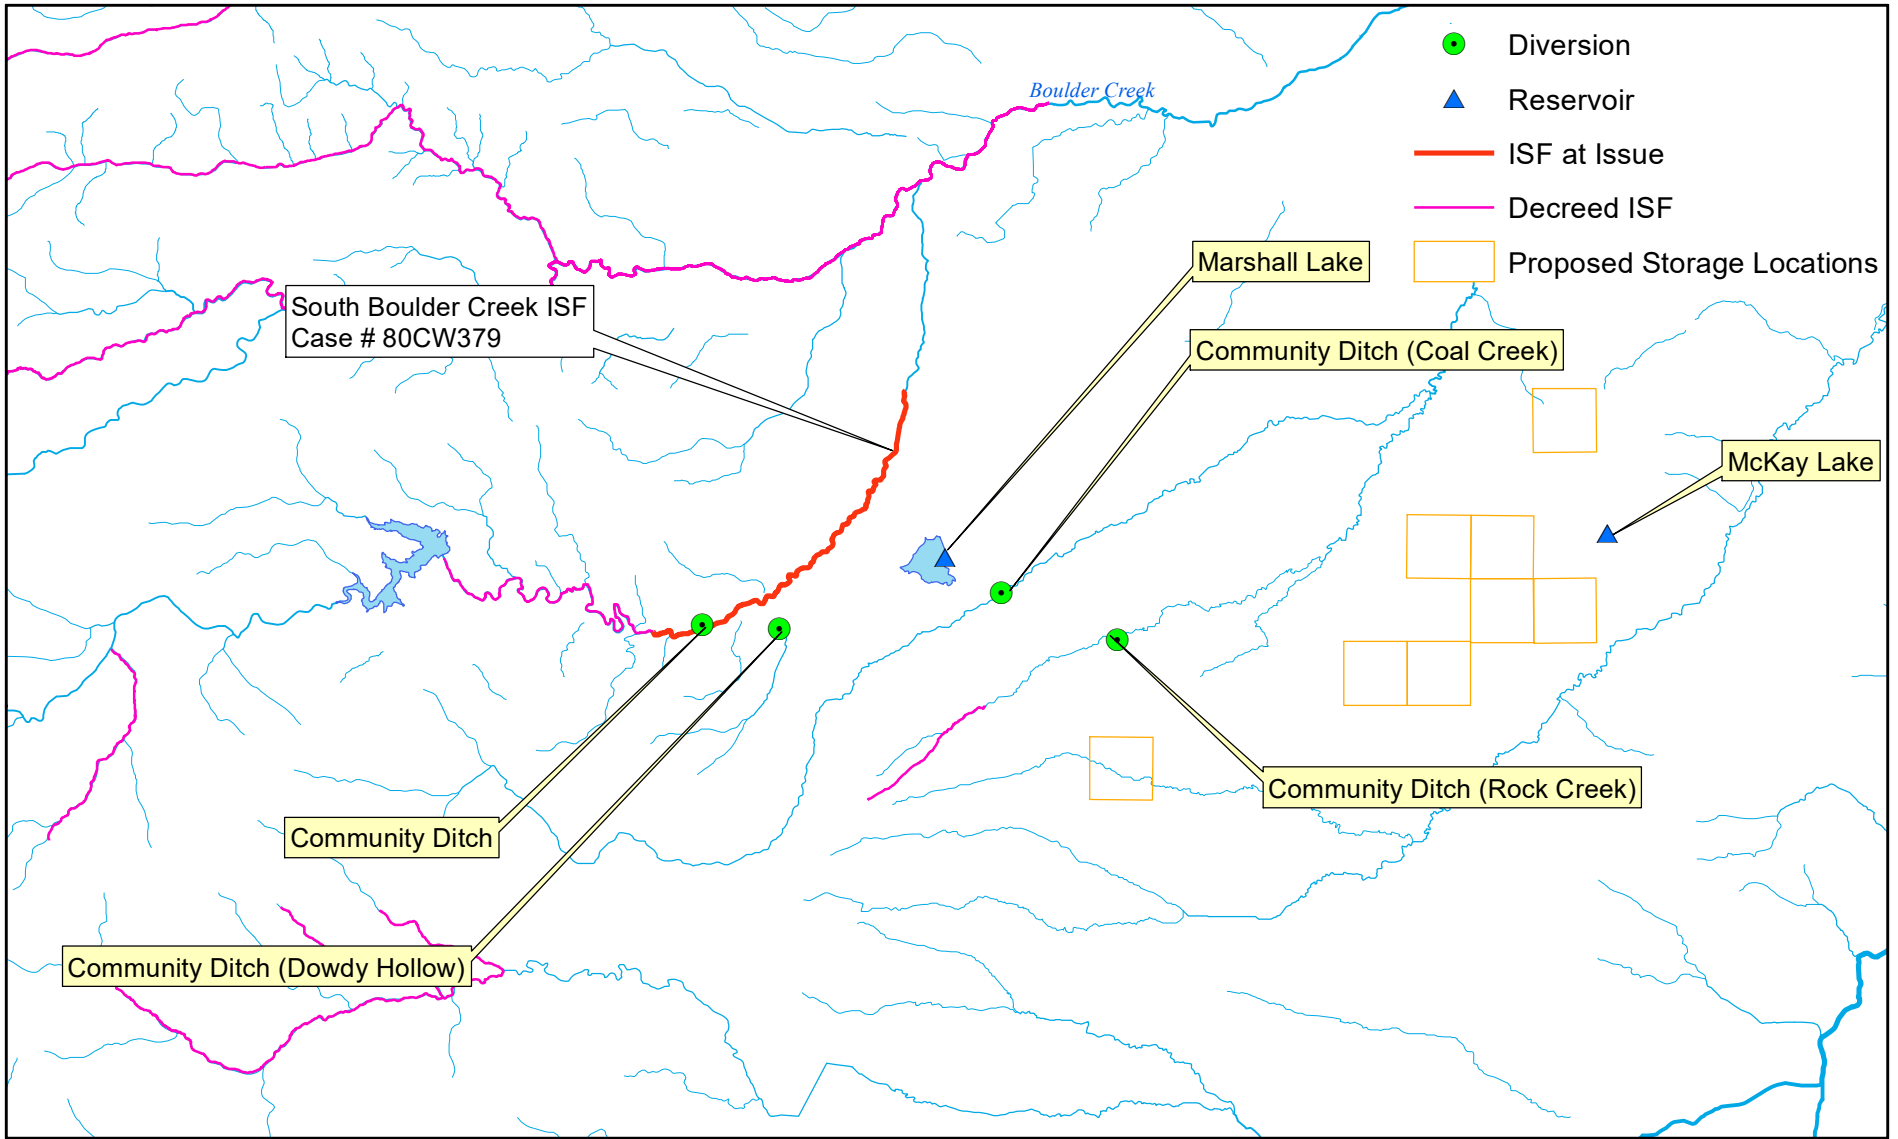 Diversion
Boulder Creek
Reservoir
ISF at Issue
Decreed ISF
Marshall Lake
Proposed Storage Locations
South Boulder Creek ISF
Case # 80CW379
Community Ditch (Coal Creek)
McKay Lake
Community Ditch (Rock Creek)
Community Ditch
Community Ditch (Dowdy Hollow)